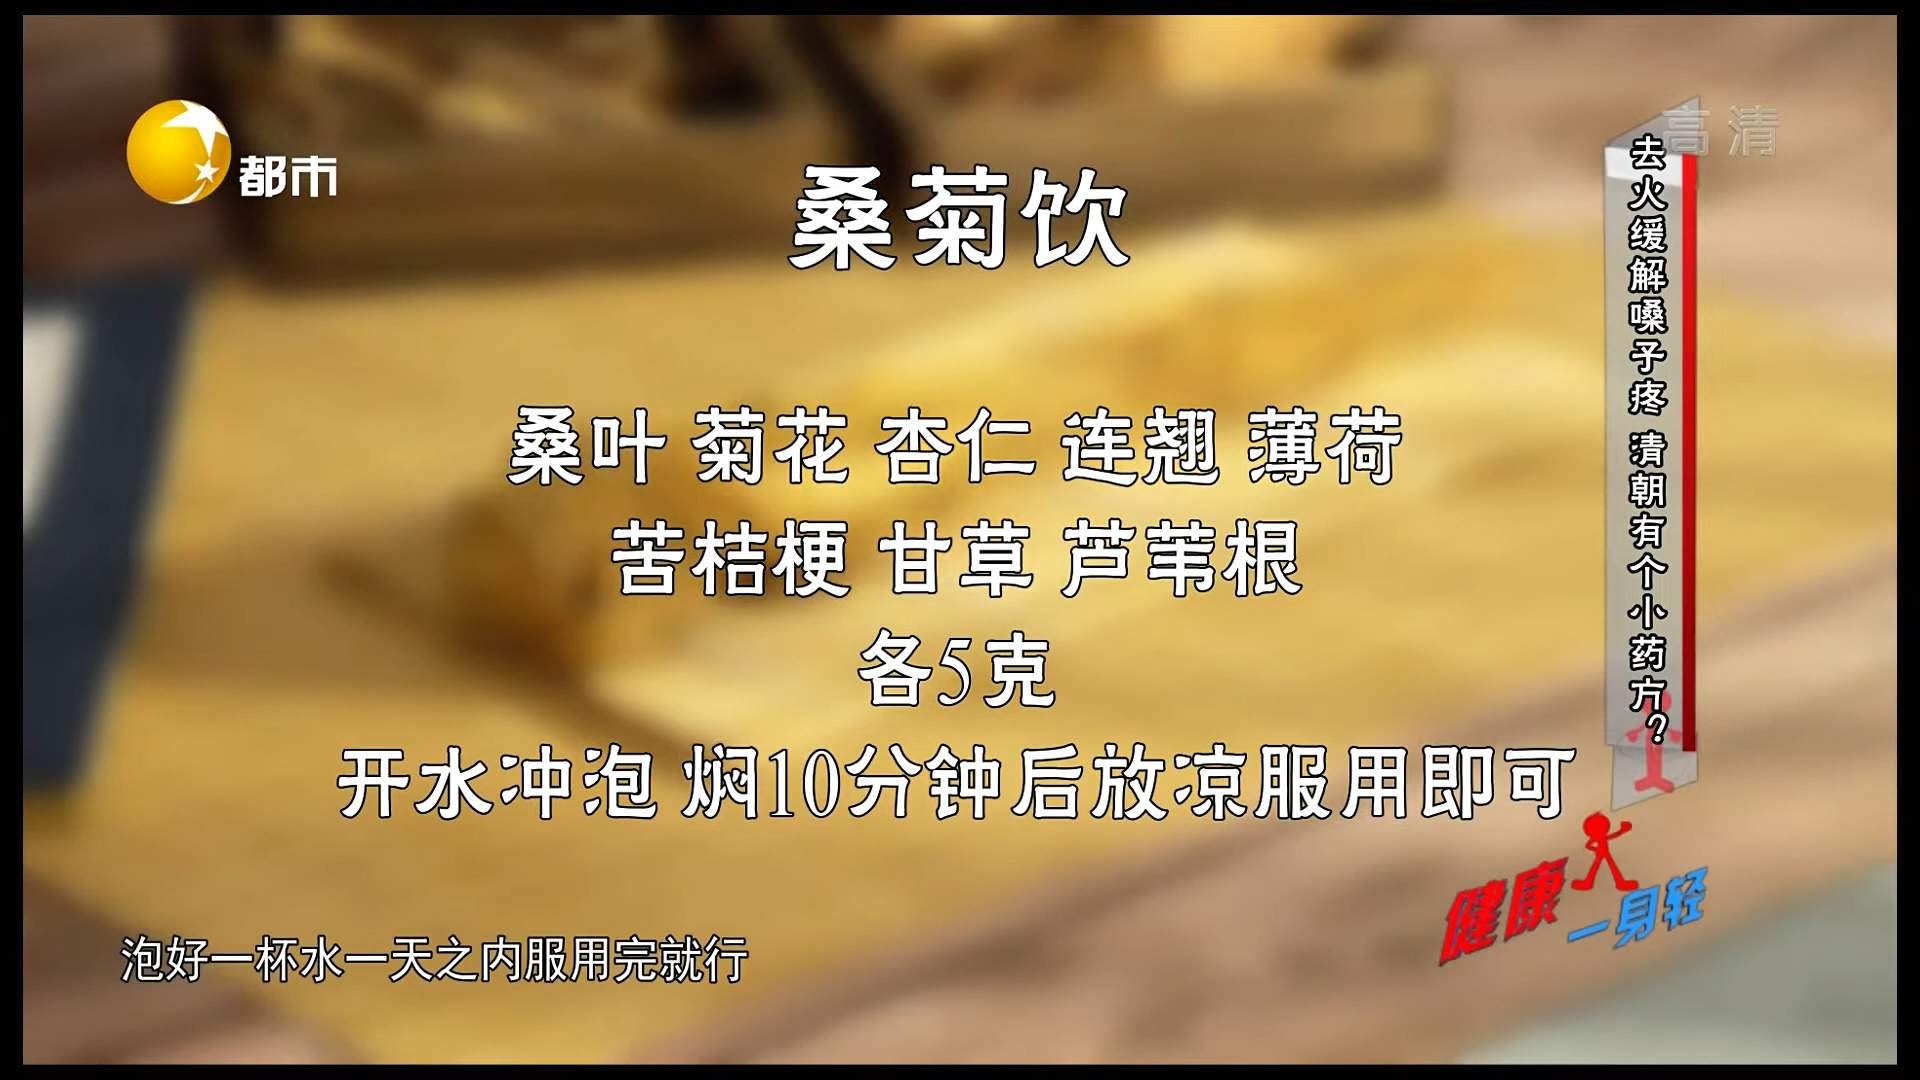 都市
高清
桑菊饮
桑叶 菊花 杏仁 连翘 薄荷
苦桔梗 甘草 芦苇根
各5克
开水冲泡 焖10分钟后放凉服用即可
去火缓解嗓子疼 清朝有个小药方？
健康一身轻
泡好一杯水一天之内服用完就行